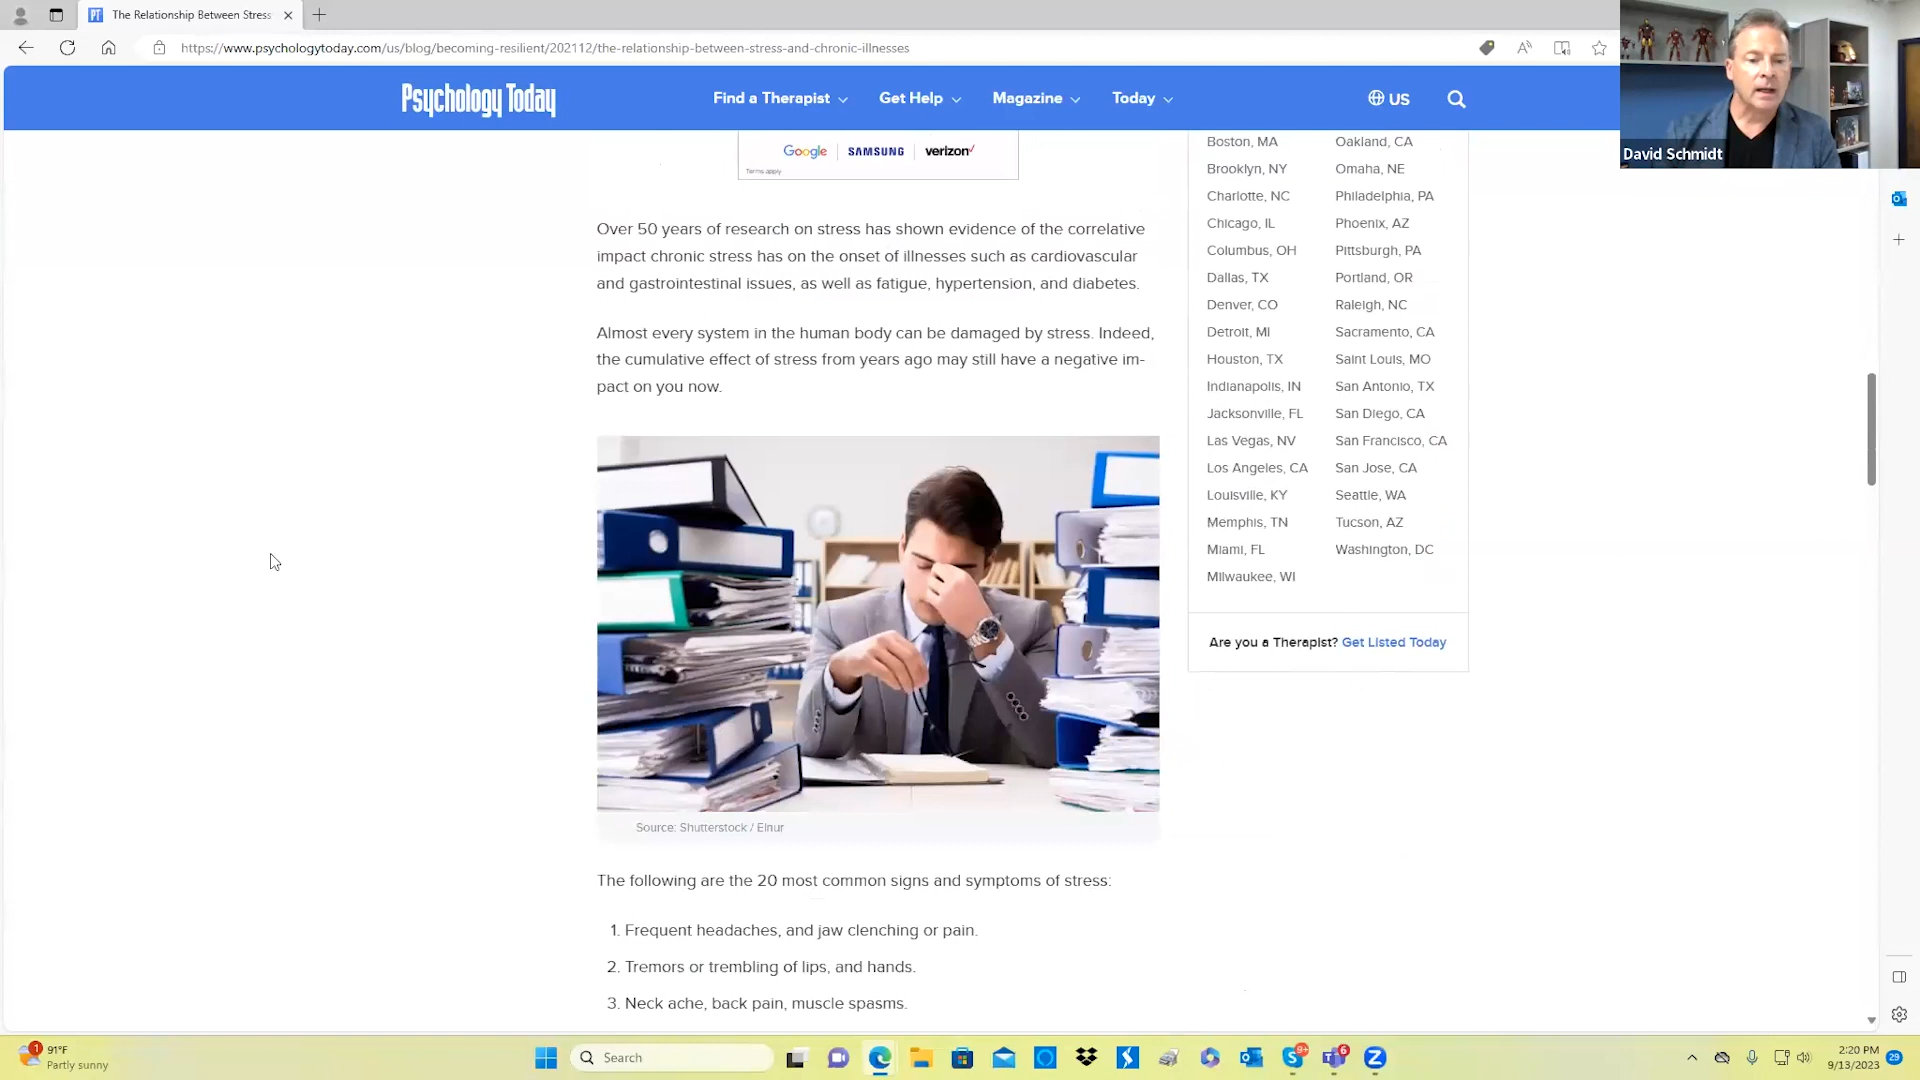 The Relationship Between Stress
https://www.psychologytoday.com/us/blog/becoming-resilient/202112/the-relationship-between-stress-and-chronic-illnesses
David Schmidt
Psychology Today
Find a Therapist
Get Help
Magazine
Today
US
Google SAMSUNG verizon
Terms apply
Over 50 years of research on stress has shown evidence of the correlative
impact chronic stress has on the onset of illnesses such as cardiovascular
and gastrointestinal issues, as well as fatigue, hypertension, and diabetes.
Almost every system in the human body can be damaged by stress. Indeed,
the cumulative effect of stress from years ago may still have a negative im-
pact on you now.
Source: Shutterstock / Elnur
The following are the 20 most common signs and symptoms of stress:
1. Frequent headaches, and jaw clenching or pain.
2. Tremors or trembling of lips, and hands.
3. Neck ache, back pain, muscle spasms.
Boston, MA
Brooklyn, NY
Charlotte, NC
Chicago, IL
Columbus, OH
Dallas, TX
Denver, CO
Detroit, MI
Houston, TX
Indianapolis, IN
Jacksonville, FL
Las Vegas, NV
Los Angeles, CA
Louisville, KY
Memphis, TN
Miami, FL
Milwaukee, WI
Oakland, CA
Omaha, NE
Philadelphia, PA
Phoenix, AZ
Pittsburgh, PA
Portland, OR
Raleigh, NC
Sacramento, CA
Saint Louis, MO
San Antonio, TX
San Diego, CA
San Francisco, CA
San Jose, CA
Seattle, WA
Tucson, AZ
Washington, DC
Are you a Therapist? Get Listed Today
1
91°F
Partly sunny
Search
9+
6
2:20 PM
9/13/2023
29